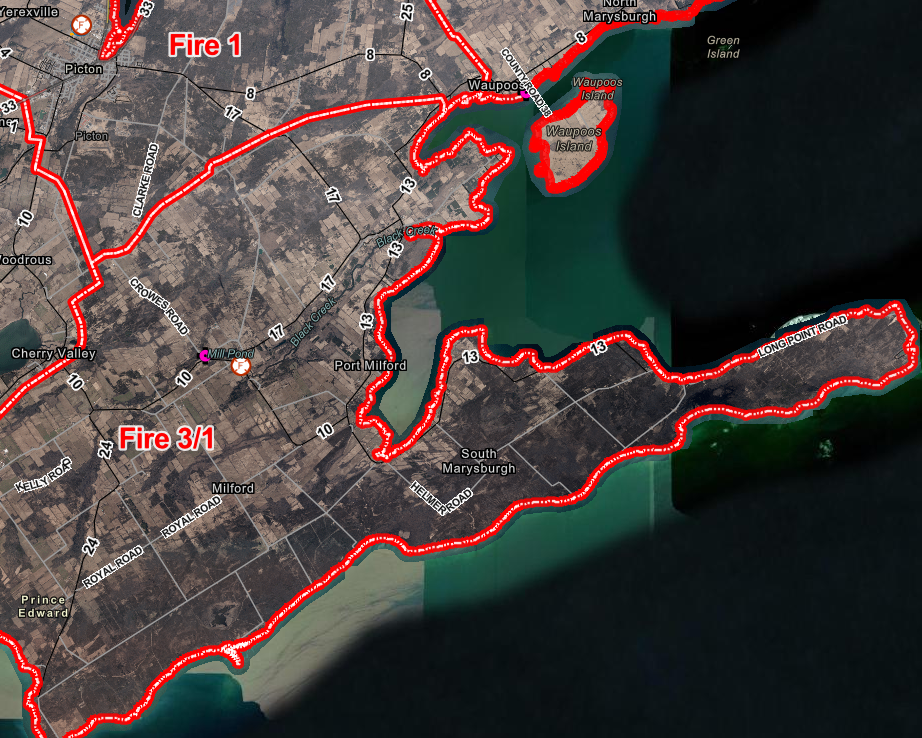 Yerexville
33
25
North
Marysburgh
Fire 1
8
8
Green
Island
4
Picton
8
8
COUNTY ROAD 38
Waupoos
Waupoos
Island
33
17
1
Picton
Waupoos
Island
CLARKE ROAD
13
17
10
Black Creek
13
17
CROWES ROAD
Black Creek
13
17
LONG POINT ROAD
Cherry Valley
Mill Pond
13
13
F
Port Milford
10
10
Fire 3/1
10
24
South
Marysburgh
KELLY ROAD
Milford
HELMER ROAD
ROYAL ROAD
24
ROYAL ROAD
Prince
Edward